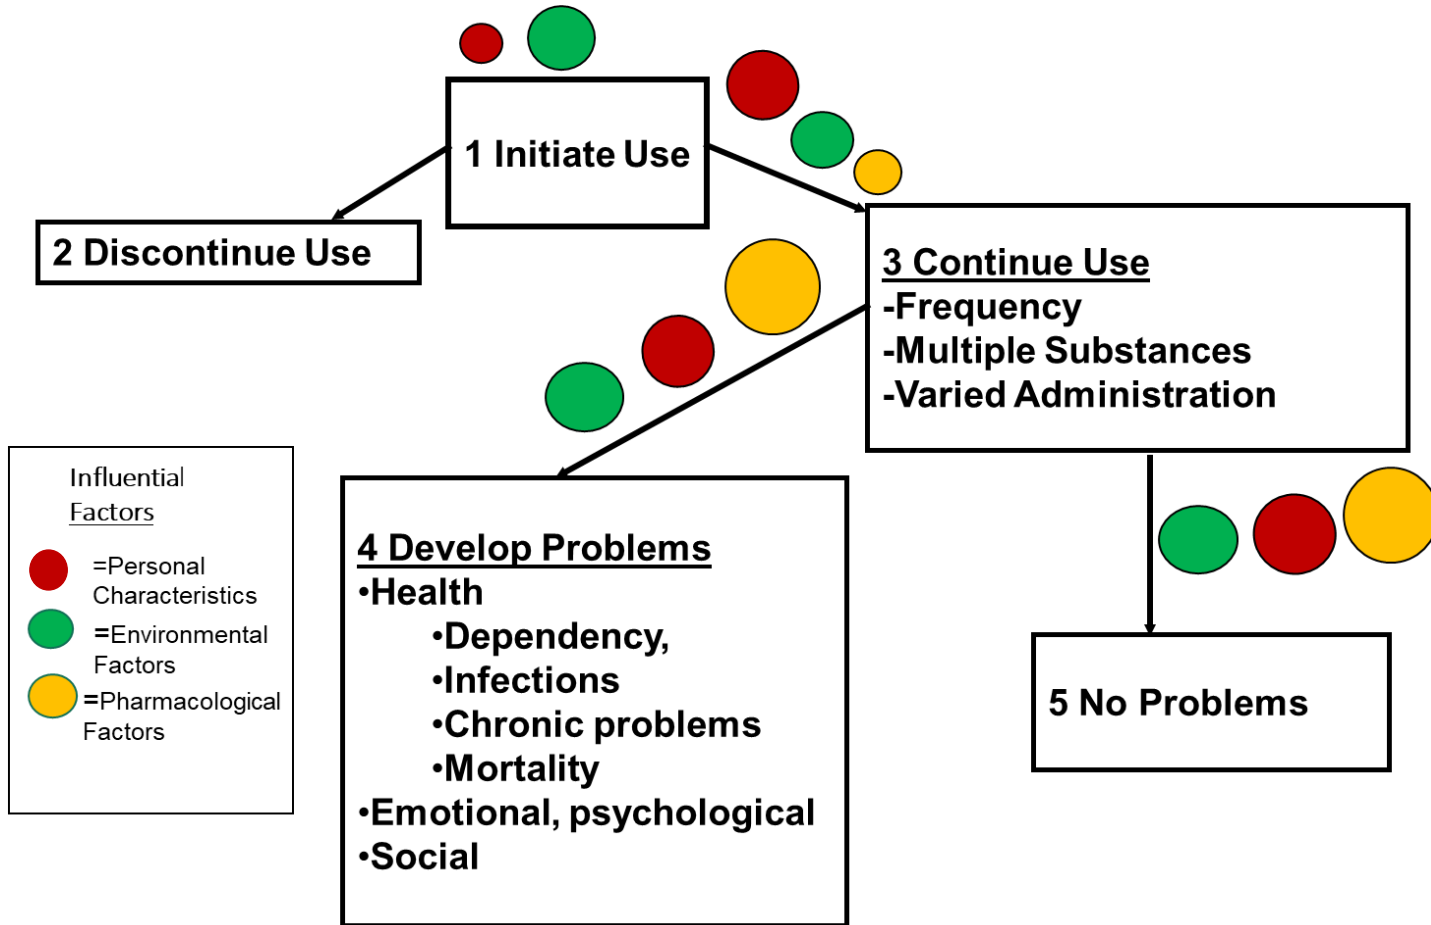 1 Initiate Use
2 Discontinue Use
3 Continue Use
-Frequency
-Multiple Substances
-Varied Administration
Influential
Factors
=Personal
Characteristics
=Environmental
Factors
=Pharmacological
Factors
4 Develop Problems
•Health
•Dependency,
•Infections
•Chronic problems
•Mortality
•Emotional, psychological
•Social
5 No Problems